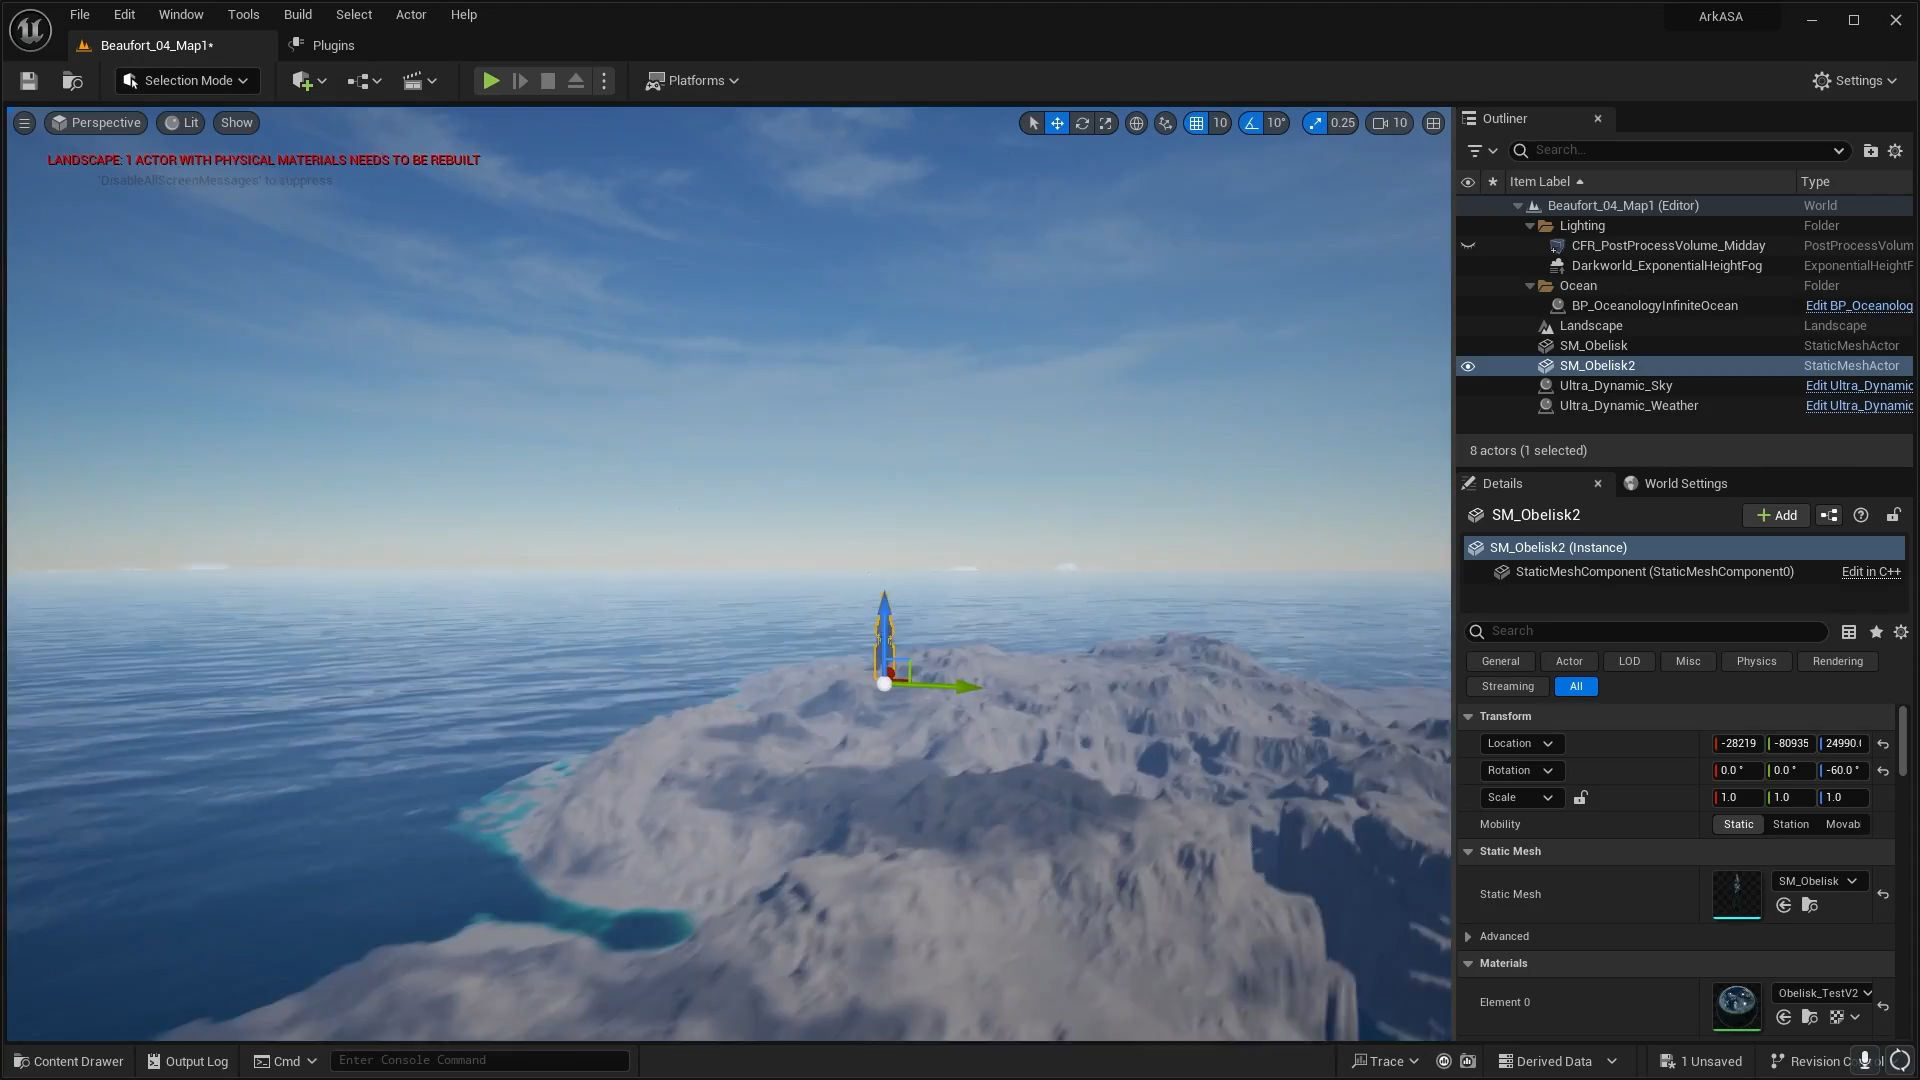 File Edit Window Tools Build Select Actor Help
ArkASA
Beaufort_04_Map1*
Plugins
Selection Mode
Platforms
Settings
Perspective
Lit
Show
10
10°
0.25
10
LANDSCAPE: 1 ACTOR WITH PHYSICAL MATERIALS NEEDS TO BE REBUILT
'DisableAllScreenMessages' to suppress
Outliner
Search...
Item Label
Type
Beaufort_04_Map1 (Editor) World
Lighting Folder
CFR_PostProcessVolume_Midday PostProcessVolum
Darkworld_ExponentialHeightFog ExponentialHeightF
Ocean Folder
BP_OceanologyInfiniteOcean Edit BP_Oceanolog
Landscape Landscape
SM_Obelisk StaticMeshActor
SM_Obelisk2 StaticMeshActor
Ultra_Dynamic_Sky Edit Ultra_Dynamic
Ultra_Dynamic_Weather Edit Ultra_Dynamic
8 actors (1 selected)
Details
World Settings
SM_Obelisk2
Add
SM_Obelisk2 (Instance)
StaticMeshComponent (StaticMeshComponent0) Edit in C++
Search
General Actor LOD Misc Physics Rendering
Streaming All
Transform
Location -28219 -80935 24990.
Rotation 0.0 ° 0.0 ° -60.0 °
Scale 1.0 1.0 1.0
Mobility Static Station Movab
Static Mesh
Static Mesh SM_Obelisk
Advanced
Materials
Element 0 Obelisk_TestV2
Content Drawer
Output Log
Cmd
Enter Console Command
Trace
Derived Data
1 Unsaved
Revision